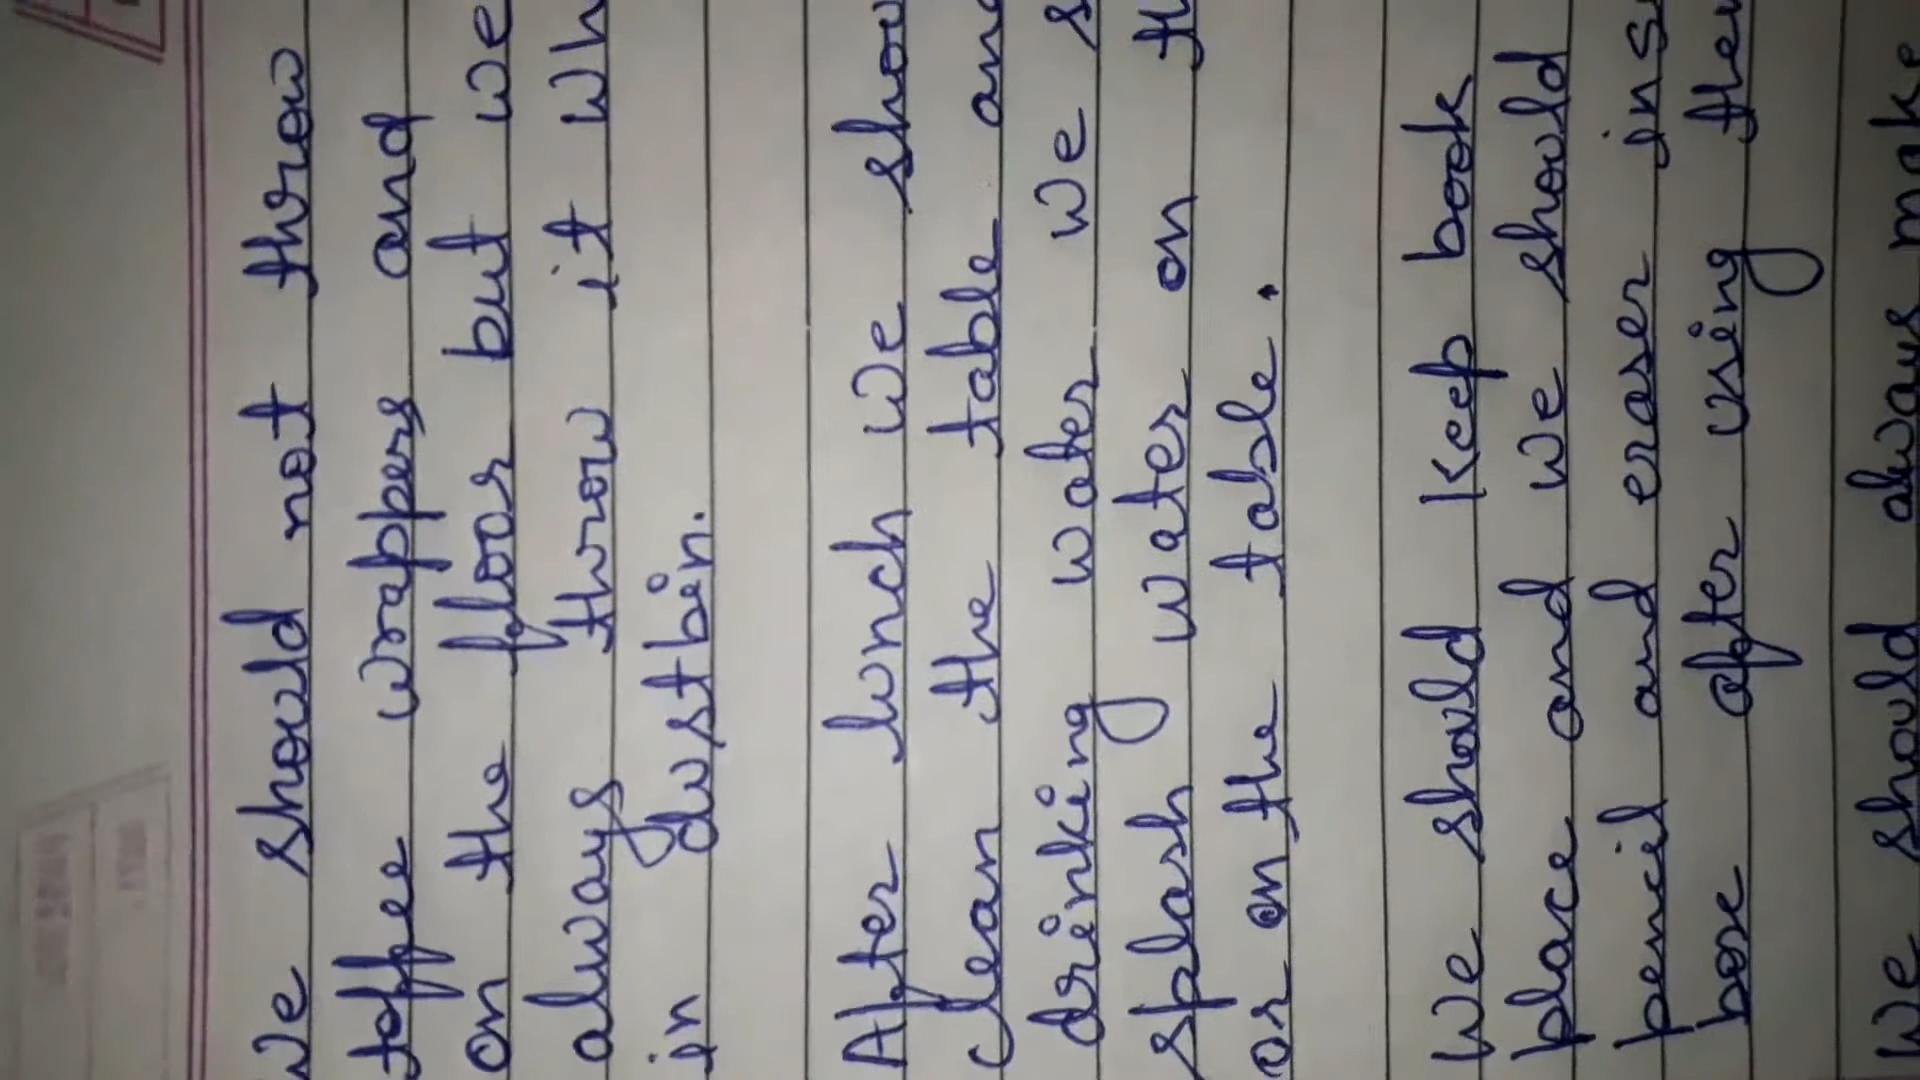 We should not throw
toffee wrappers and
on the floor but we
always throw it wh
in dustbin.
After lunch we shou
clean the table and
drinking water we s
splash water on th
or on the table.
We should keep book
place and we should
pencil and eraser ins
box after using the
We should always make